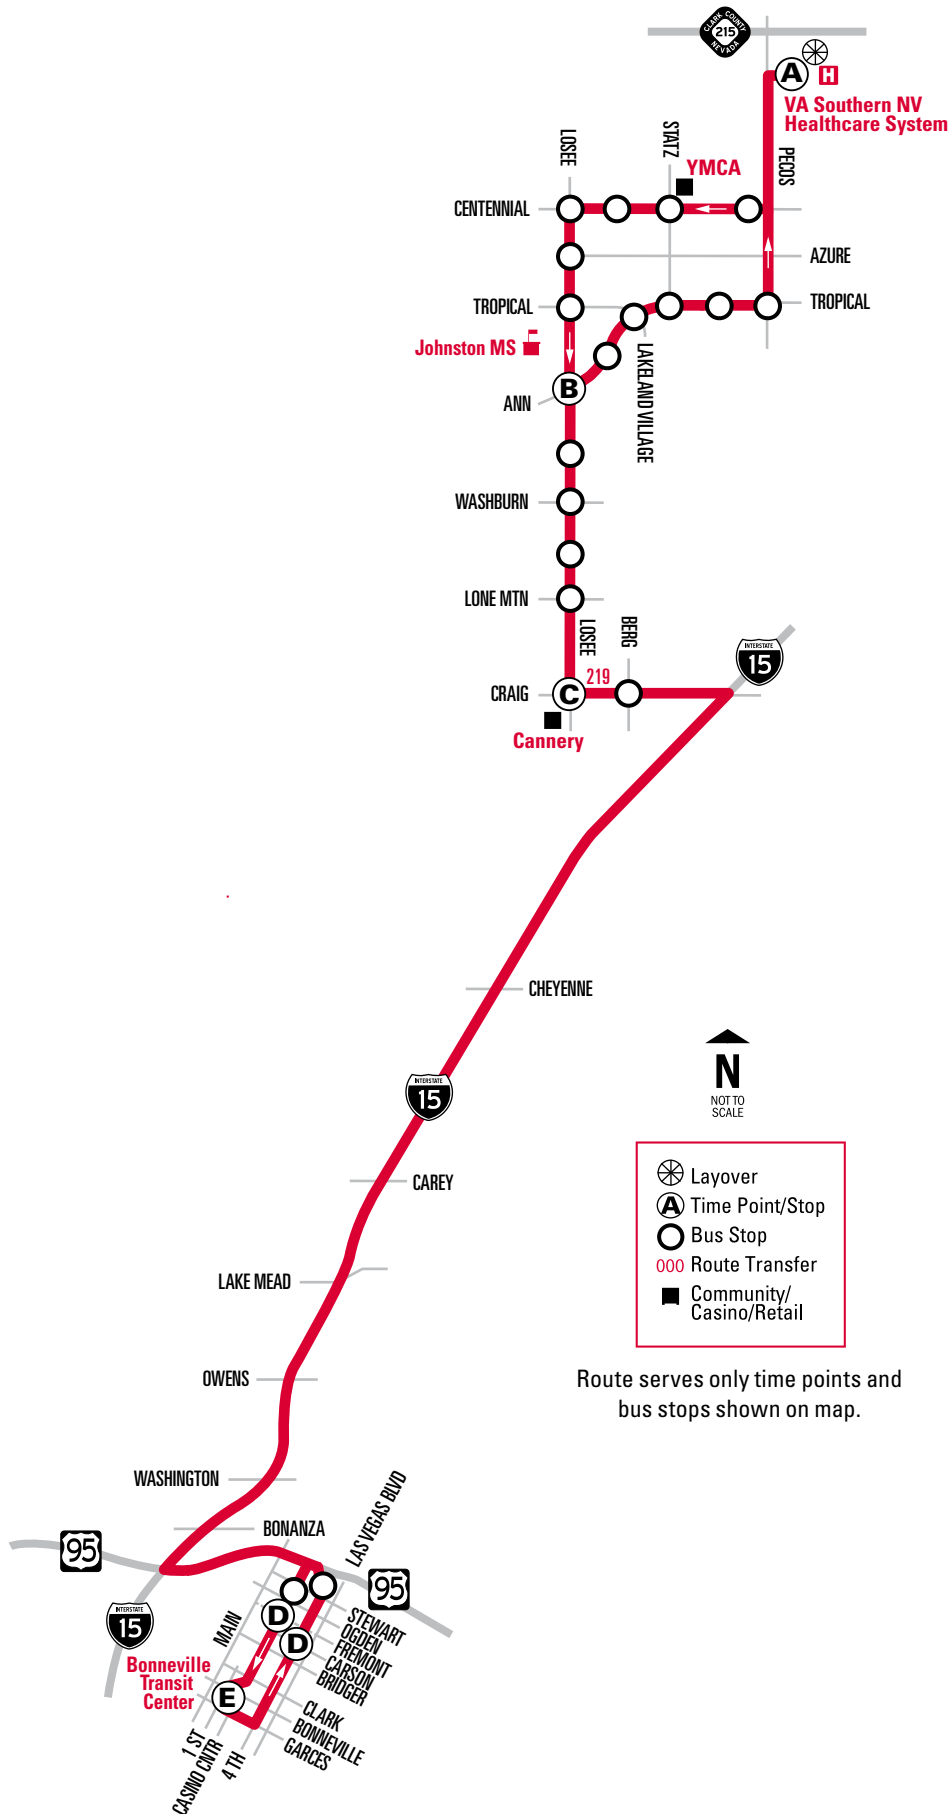 CLARK COUNTY
215
NEVADA
A
H
VA Southern NV
Healthcare System
LOSEE
STATZ
YMCA
PECOS
CENTENNIAL
AZURE
TROPICAL
TROPICAL
Johnston MS
LAKELAND VILLAGE
B
ANN
WASHBURN
LONE MTN
LOSEE
BERG
INTERSTATE
15
219
CRAIG
C
Cannery
CHEYENNE
N
NOT TO
SCALE
INTERSTATE
15
Layover
A Time Point/Stop
Bus Stop
000 Route Transfer
Community/
Casino/Retail
CAREY
LAKE MEAD
OWENS
Route serves only time points and
bus stops shown on map.
WASHINGTON
LAS VEGAS BLVD
BONANZA
95
95
INTERSTATE
15
MAIN
D
D
STEWART
OGDEN
FREMONT
CARSON
BRIDGER
Bonneville
Transit
Center
E
CLARK
BONNEVILLE
GARCES
1 ST
CASINO CNTR
4 TH